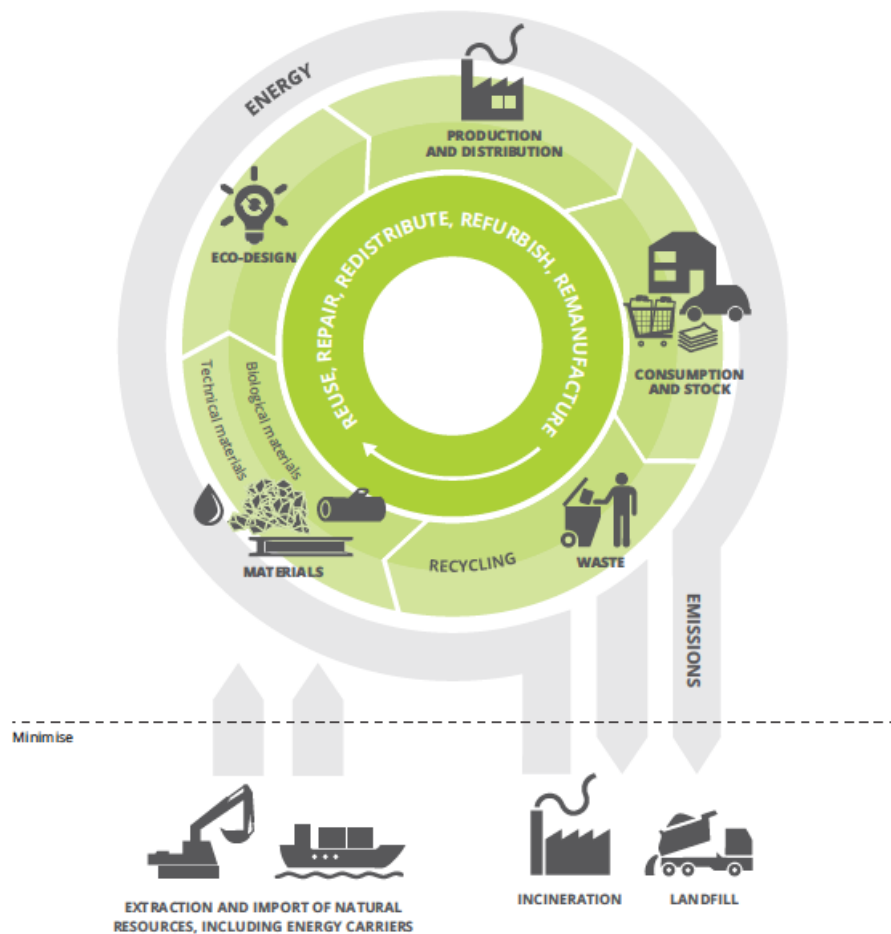 ENERGY
PRODUCTION
AND DISTRIBUTION
ECO-DESIGN
REUSE, REPAIR, REDISTRIBUTE, REFURBISH, REMANUFACTURE
CONSUMPTION
AND STOCK
Technical materials
Biological materials
MATERIALS
RECYCLING
WASTE
EMISSIONS
Minimise
EXTRACTION AND IMPORT OF NATURAL
RESOURCES, INCLUDING ENERGY CARRIERS
INCINERATION
LANDFILL